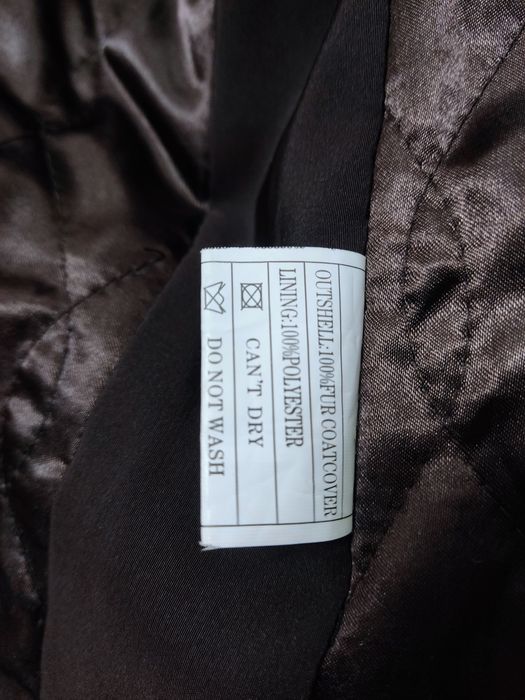 OUTSHELL:100%FUR COATCOVER
LINING:100%POLYESTER
CAN'T DRY
DO NOT WASH